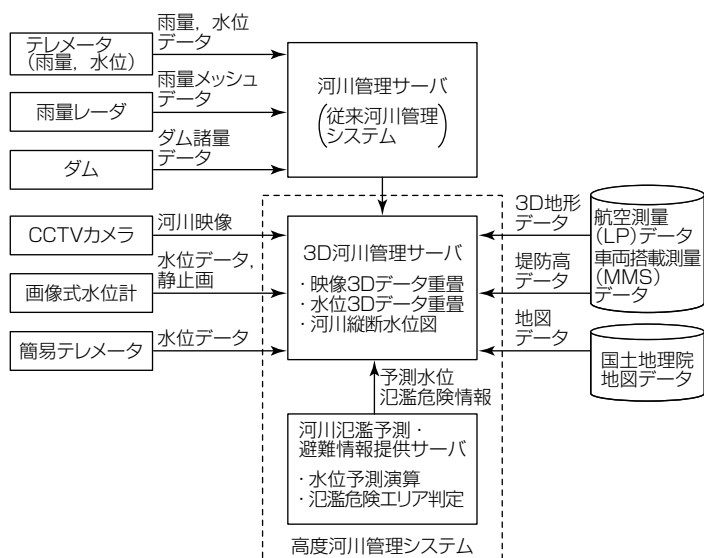 テレメータ
(雨量, 水位)
雨量, 水位
データ
雨量レーダ
雨量メッシュ
データ
ダム
ダム諸量
データ
河川管理サーバ
(従来河川管理
システム)
CCTVカメラ
河川映像
画像式水位計
水位データ,
静止画
簡易テレメータ
水位データ
3D河川管理サーバ
・映像3Dデータ重畳
・水位3Dデータ重畳
・河川縦断水位図
3D地形
データ
堤防高
データ
地図
データ
航空測量
(LP)データ
車両搭載測量
(MMS)
データ
国土地理院
地図データ
予測水位
氾濫危険情報
河川氾濫予測・
避難情報提供サーバ
・水位予測演算
・氾濫危険エリア判定
高度河川管理システム